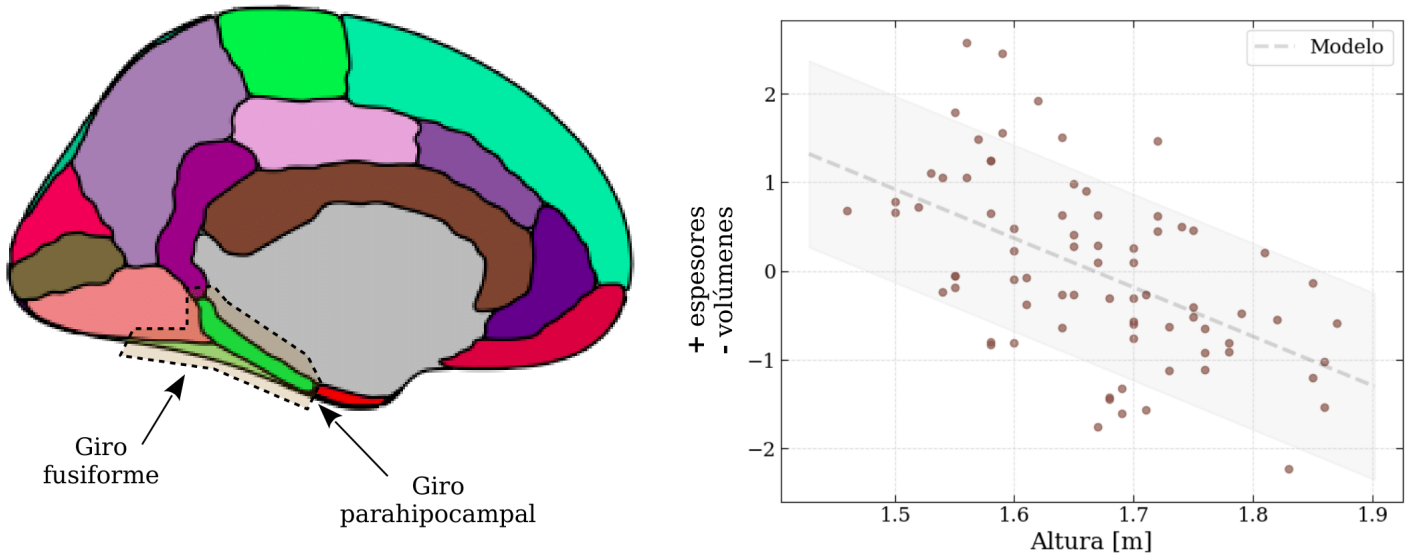 Giro
fusiforme
Giro
parahipocampal
+ espesores
- volúmenes
2
1
0
−1
−2
Modelo
1.5 1.6 1.7 1.8 1.9
Altura [m]